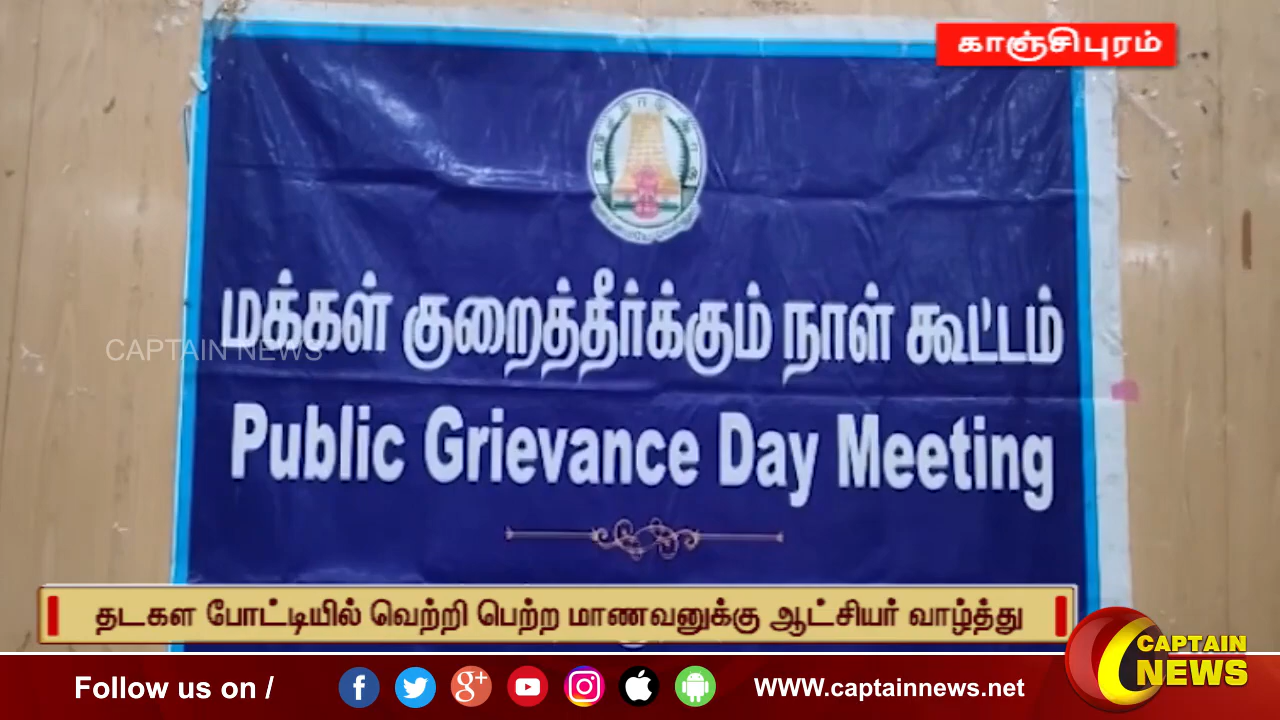 காஞ்சிபுரம்
மக்கள் குறைத்தீர்க்கும் நாள் கூட்டம்
CAPTAIN NEWS
Public Grievance Day Meeting
தடகள போட்டியில் வெற்றி பெற்ற மாணவனுக்கு ஆட்சியர் வாழ்த்து
CAPTAIN
NEWS
Follow us on / WWW.captainnews.net